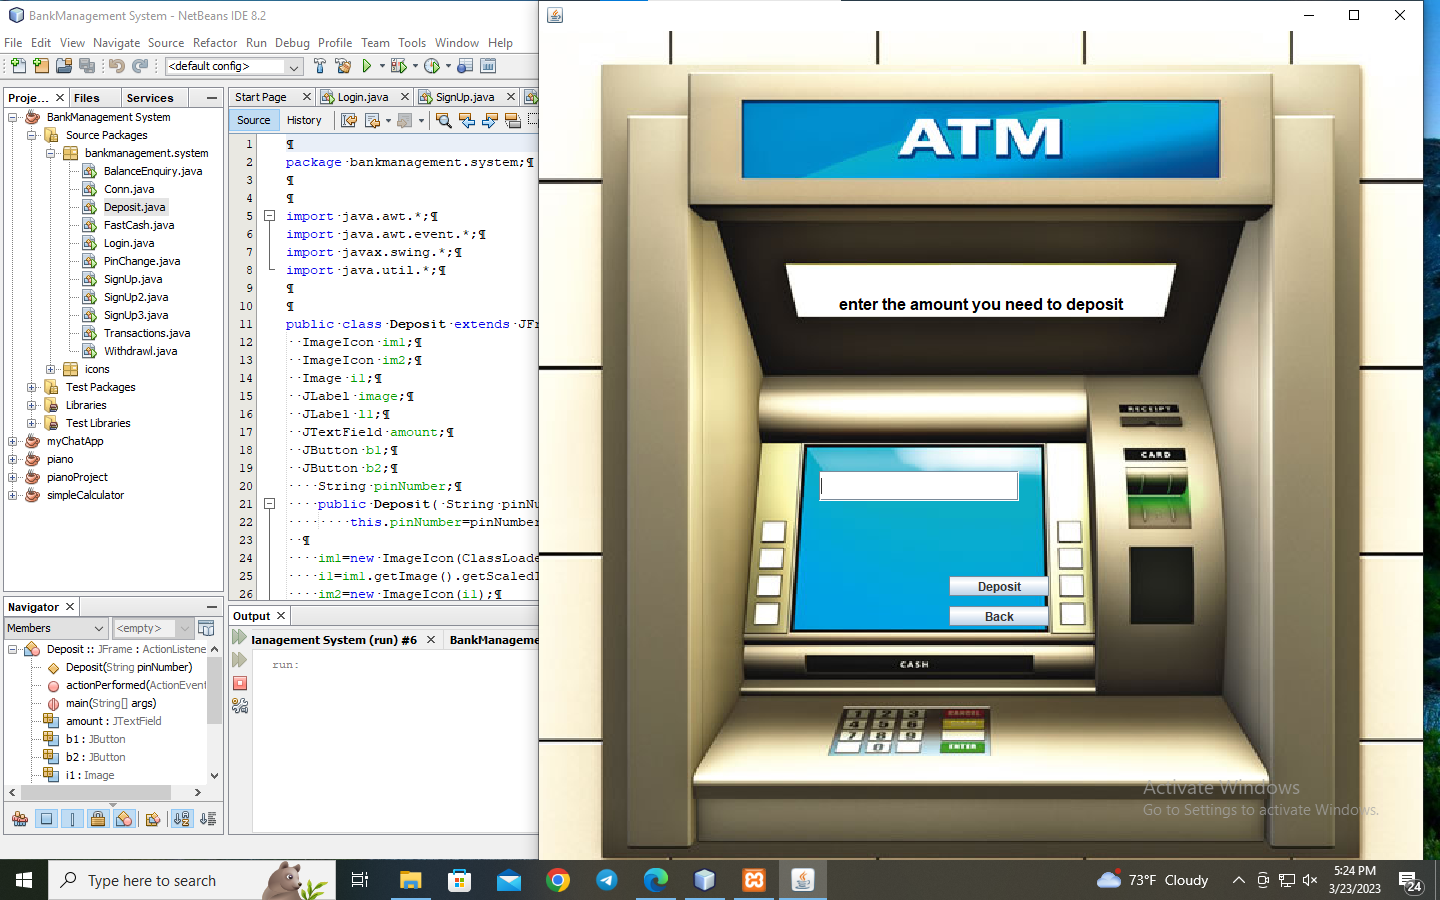 BankManagement System - NetBeans IDE 8.2
File Edit View Navigate Source Refactor Run Debug Profile Team Tools Window Help
<default config>
Proje... Files Services
BankManagement System
Source Packages
bankmanagement.system
BalanceEnquiry.java
Conn.java
Deposit.java
FastCash.java
Login.java
PinChange.java
SignUp.java
SignUp2.java
SignUp3.java
Transactions.java
Withdrawl.java
icons
Test Packages
Libraries
Test Libraries
myChatApp
piano
pianoProject
simpleCalculator
Navigator
Members <empty>
Deposit :: JFrame : ActionListene
Deposit(String pinNumber)
actionPerformed(ActionEvent
main(String[] args)
amount : JTextField
b1 : JButton
b2 : JButton
i1 : Image
Start Page Login.java SignUp.java
Source History
1 ¶
2 package·bankmanagement.system;¶
3 ¶
4 ¶
5 import·java.awt.*;¶
6 import·java.awt.event.*;¶
7 import·javax.swing.*;¶
8 import·java.util.*;¶
9 ¶
10 ¶
11 public·class·Deposit·extends·JFr
12 ··ImageIcon·im1;¶
13 ··ImageIcon·im2;¶
14 ··Image·i1;¶
15 ··JLabel·image;¶
16 ··JLabel·l1;¶
17 ··JTextField·amount;¶
18 ··JButton·b1;¶
19 ··JButton·b2;¶
20 ····String·pinNumber;¶
21 ····public·Deposit(·String·pinNu
22 ········this.pinNumber=pinNumber
23 ··¶
24 ····im1=new·ImageIcon(ClassLoade
25 ····i1=im1.getImage().getScaledI
26 ····im2=new·ImageIcon(i1);¶
Output
lanagement System (run) #6 BankManageme
run:
ATM
enter the amount you need to deposit
RECEIPT
CARD
Deposit
Back
CASH
1 2 3 CANCEL
4 5 6
7 8 9
0 ENTER
Activate Windows
Go to Settings to activate Windows.
Type here to search
73°F Cloudy
5:24 PM
3/23/2023
24